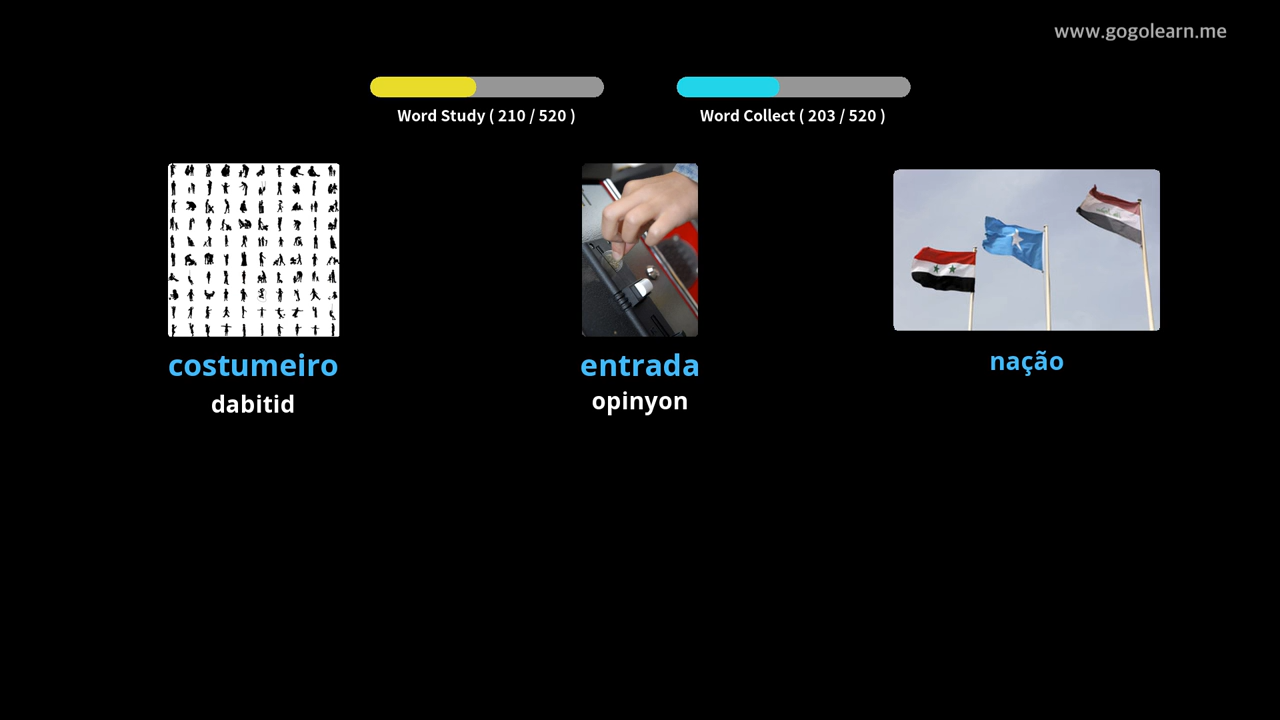 www.gogolearn.me
Word Study ( 210 / 520 )
Word Collect ( 203 / 520 )
costumeiro
dabitid
entrada
opinyon
nação